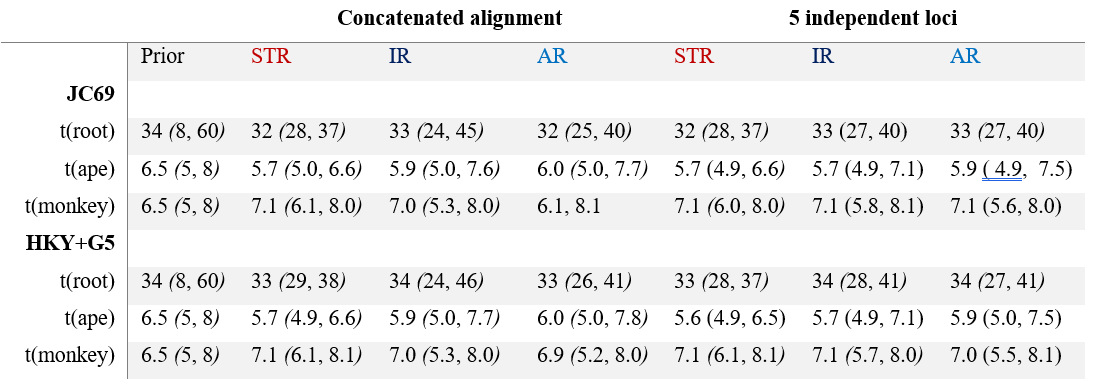 Concatenated alignment 5 independent loci
Prior STR IR AR STR IR AR
JC69
t(root) 34 (8, 60) 32 (28, 37) 33 (24, 45) 32 (25, 40) 32 (28, 37) 33 (27, 40) 33 (27, 40)
t(ape) 6.5 (5, 8) 5.7 (5.0, 6.6) 5.9 (5.0, 7.6) 6.0 (5.0, 7.7) 5.7 (4.9, 6.6) 5.7 (4.9, 7.1) 5.9 ( 4.9, 7.5)
t(monkey) 6.5 (5, 8) 7.1 (6.1, 8.0) 7.0 (5.3, 8.0) 6.1, 8.1 7.1 (6.0, 8.0) 7.1 (5.8, 8.1) 7.1 (5.6, 8.0)
HKY+G5
t(root) 34 (8, 60) 33 (29, 38) 34 (24, 46) 33 (26, 41) 33 (28, 37) 34 (28, 41) 34 (27, 41)
t(ape) 6.5 (5, 8) 5.7 (4.9, 6.6) 5.9 (5.0, 7.7) 6.0 (5.0, 7.8) 5.6 (4.9, 6.5) 5.7 (4.9, 7.1) 5.9 (5.0, 7.5)
t(monkey) 6.5 (5, 8) 7.1 (6.1, 8.1) 7.0 (5.3, 8.0) 6.9 (5.2, 8.0) 7.1 (6.1, 8.1) 7.1 (5.7, 8.0) 7.0 (5.5, 8.1)